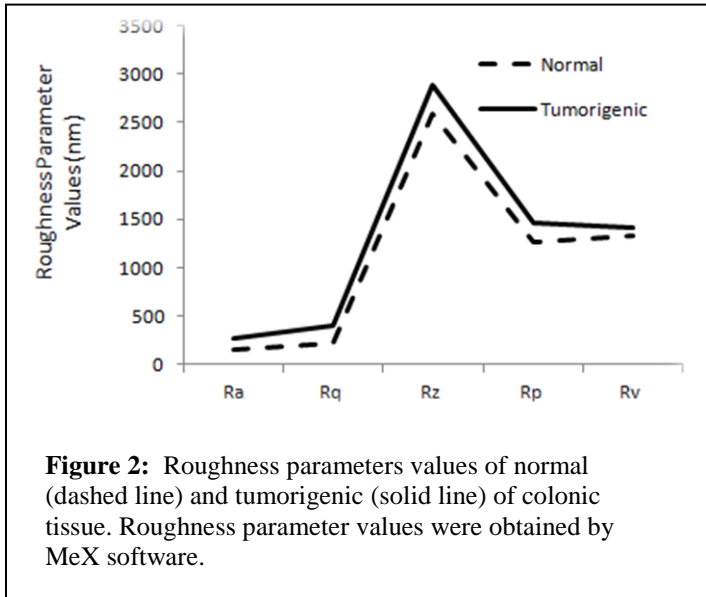 3500
3000
2500
2000
1500
1000
500
0
Roughness Parameter
Values (nm)
Normal
Tumorigenic
Ra Rq Rz Rp Rv
Figure 2: Roughness parameters values of normal
(dashed line) and tumorigenic (solid line) of colonic
tissue. Roughness parameter values were obtained by
MeX software.